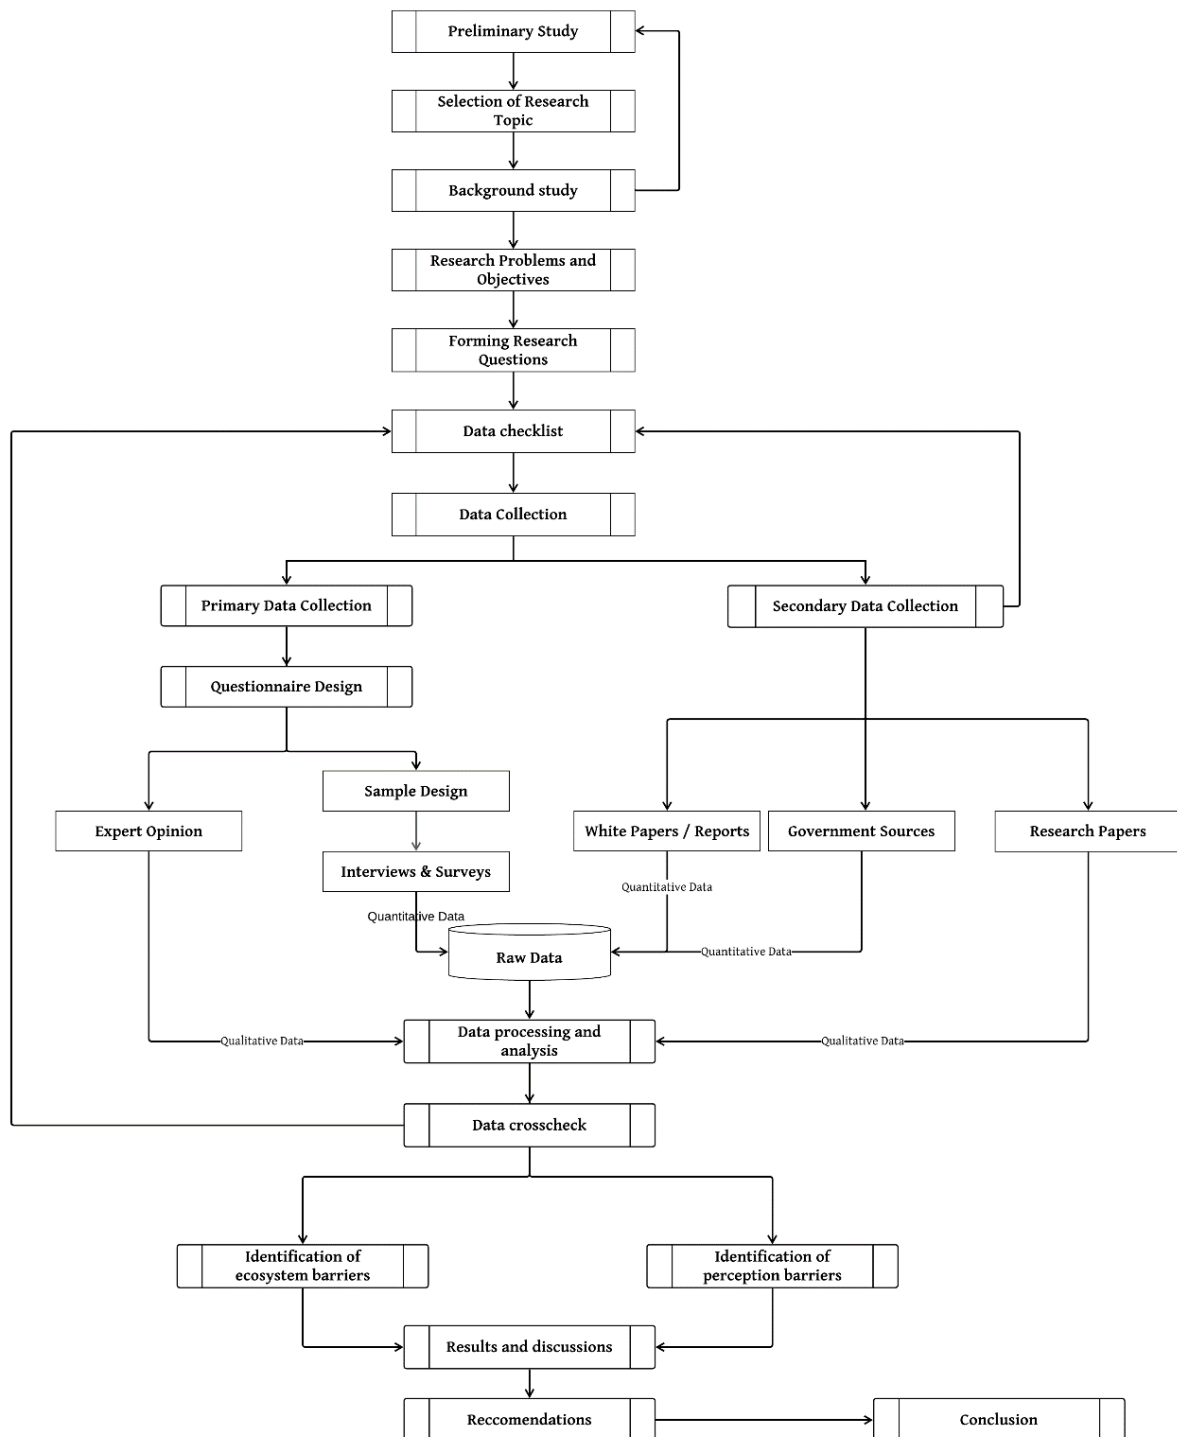 Preliminary Study
Selection of Research
Topic
Background study
Research Problems and
Objectives
Forming Research
Questions
Data checklist
Data Collection
Primary Data Collection
Secondary Data Collection
Questionnaire Design
Sample Design
Expert Opinion
White Papers / Reports
Government Sources
Research Papers
Interviews & Surveys
Quantitative Data
Quantitative Data
Raw Data
Quantitative Data
Data processing and
analysis
Qualitative Data
Qualitative Data
Data crosscheck
Identification of
ecosystem barriers
Identification of
perception barriers
Results and discussions
Reccomendations
Conclusion